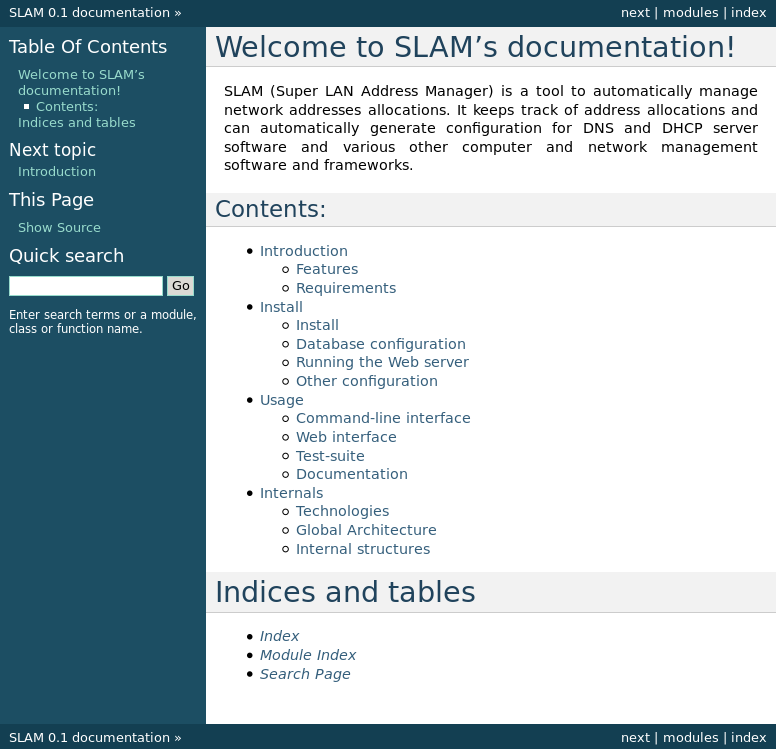 SLAM 0.1 documentation »
next | modules | index
Table Of Contents
Welcome to SLAM’s
documentation!
Contents:
Indices and tables
Next topic
Introduction
This Page
Show Source
Quick search
Go
Enter search terms or a module,
class or function name.
Welcome to SLAM’s documentation!
SLAM (Super LAN Address Manager) is a tool to automatically manage
network addresses allocations. It keeps track of address allocations and
can automatically generate configuration for DNS and DHCP server
software and various other computer and network management
software and frameworks.
Contents:
Introduction
Features
Requirements
Install
Install
Database configuration
Running the Web server
Other configuration
Usage
Command-line interface
Web interface
Test-suite
Documentation
Internals
Technologies
Global Architecture
Internal structures
Indices and tables
Index
Module Index
Search Page
SLAM 0.1 documentation »
next | modules | index